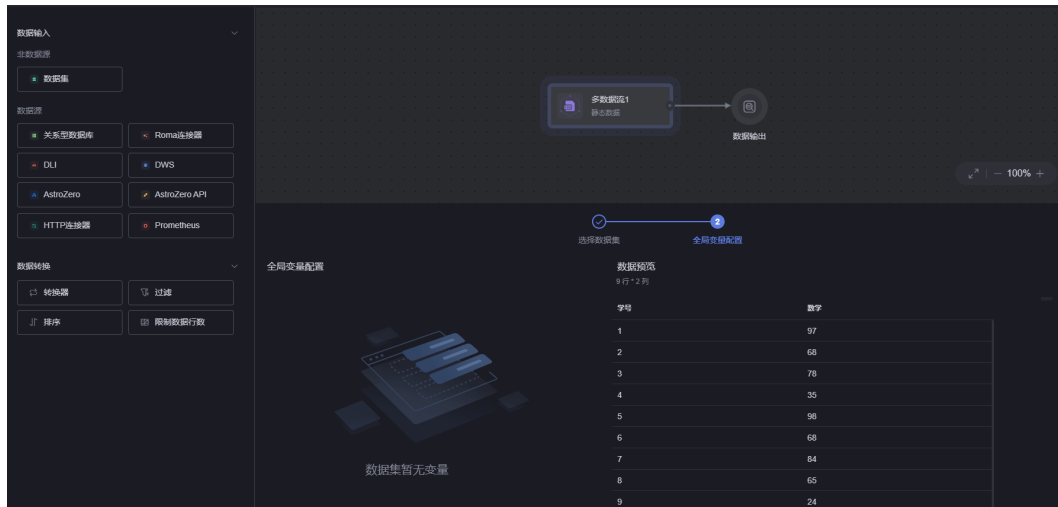 数据输入
非数据源
数据集
数据源
关系型数据库 Roma连接器
DLI DWS
AstroZero AstroZero API
HTTP连接器 Prometheus
数据转换
转换器 过滤
排序 限制数据行数
多数据流1
静态数据
数据输出
100%
2
选择数据集 全局变量配置
全局变量配置
数据集暂无变量
数据预览
9 行 * 2 列
学号 数学
1 97
2 68
3 78
4 35
5 98
6 68
7 84
8 65
9 24